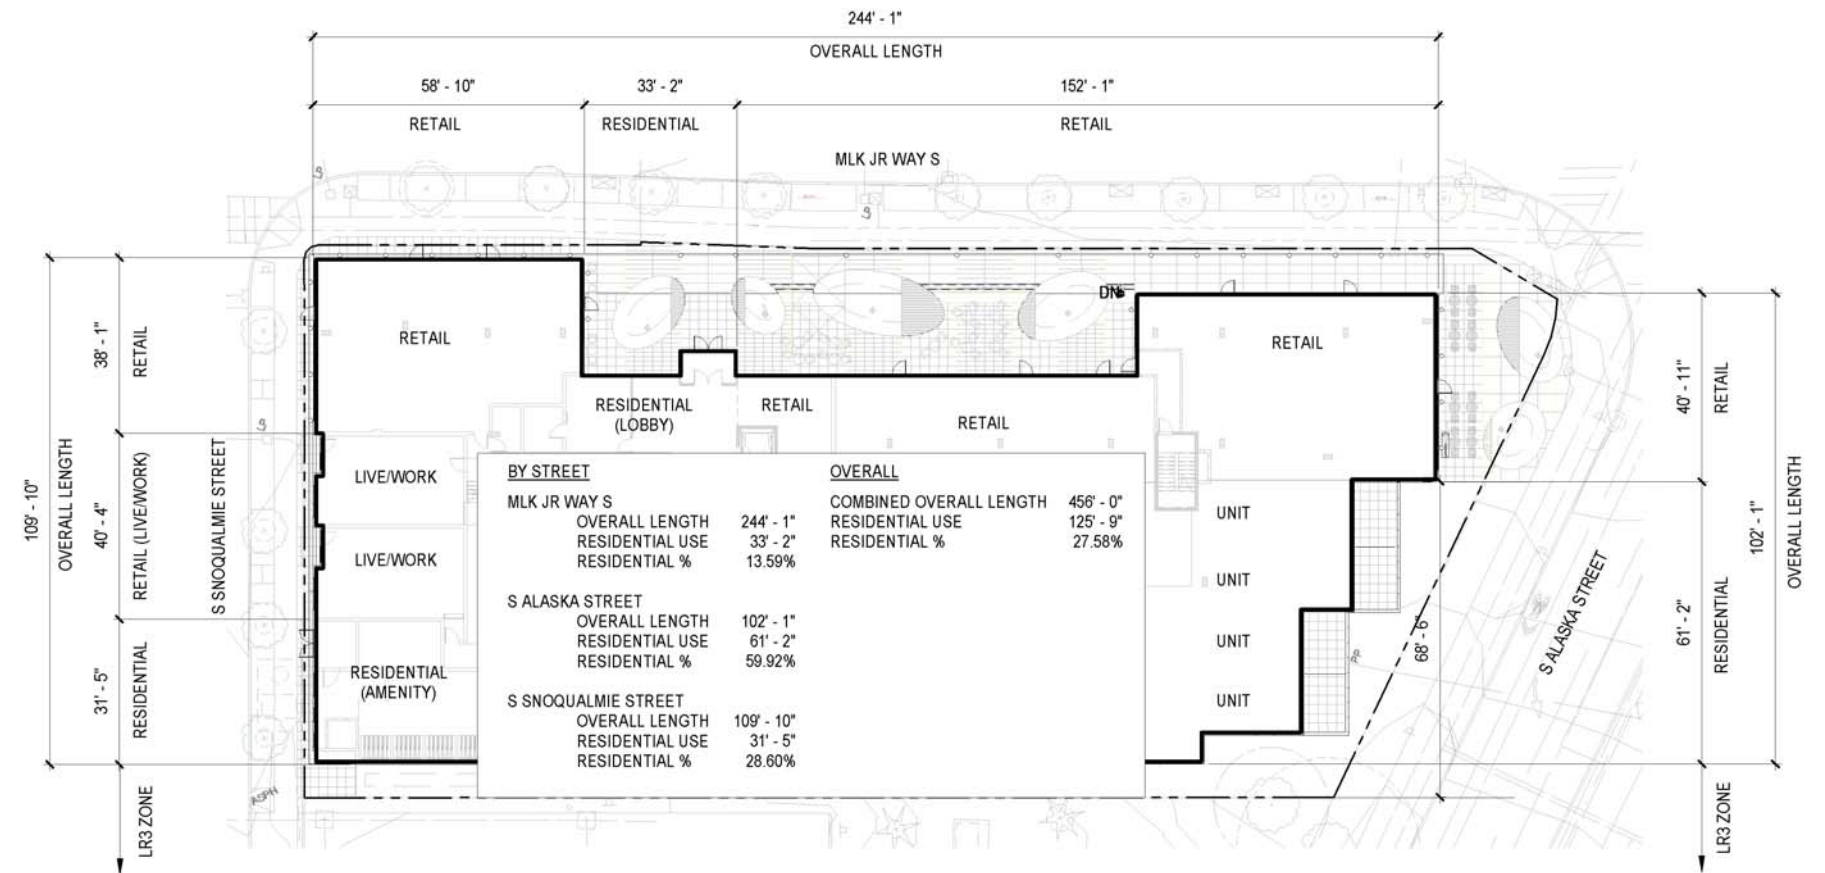 244' - 1"
OVERALL LENGTH
58' - 10" 33' - 2" 152' - 1"
RETAIL RESIDENTIAL RETAIL
MLK JR WAY S
DN
RETAIL
RETAIL
RESIDENTIAL
(LOBBY)
RETAIL
RETAIL
LIVE/WORK
LIVE/WORK
RESIDENTIAL
(AMENITY)
UNIT
UNIT
UNIT
UNIT
109' - 10"
OVERALL LENGTH
38' - 1"
RETAIL
40' - 4"
RETAIL (LIVE/WORK)
31' - 5"
RESIDENTIAL
S SNOQUALMIE STREET
LR3 ZONE
ASPH
BY STREET
MLK JR WAY S
OVERALL LENGTH 244' - 1"
RESIDENTIAL USE 33' - 2"
RESIDENTIAL % 13.59%
S ALASKA STREET
OVERALL LENGTH 102' - 1"
RESIDENTIAL USE 61' - 2"
RESIDENTIAL % 59.92%
S SNOQUALMIE STREET
OVERALL LENGTH 109' - 10"
RESIDENTIAL USE 31' - 5"
RESIDENTIAL % 28.60%
OVERALL
COMBINED OVERALL LENGTH 456' - 0"
RESIDENTIAL USE 125' - 9"
RESIDENTIAL % 27.58%
68' - 6"
PP
S ALASKA STREET
40' - 11"
RETAIL
61' - 2"
RESIDENTIAL
102' - 1"
OVERALL LENGTH
LR3 ZONE